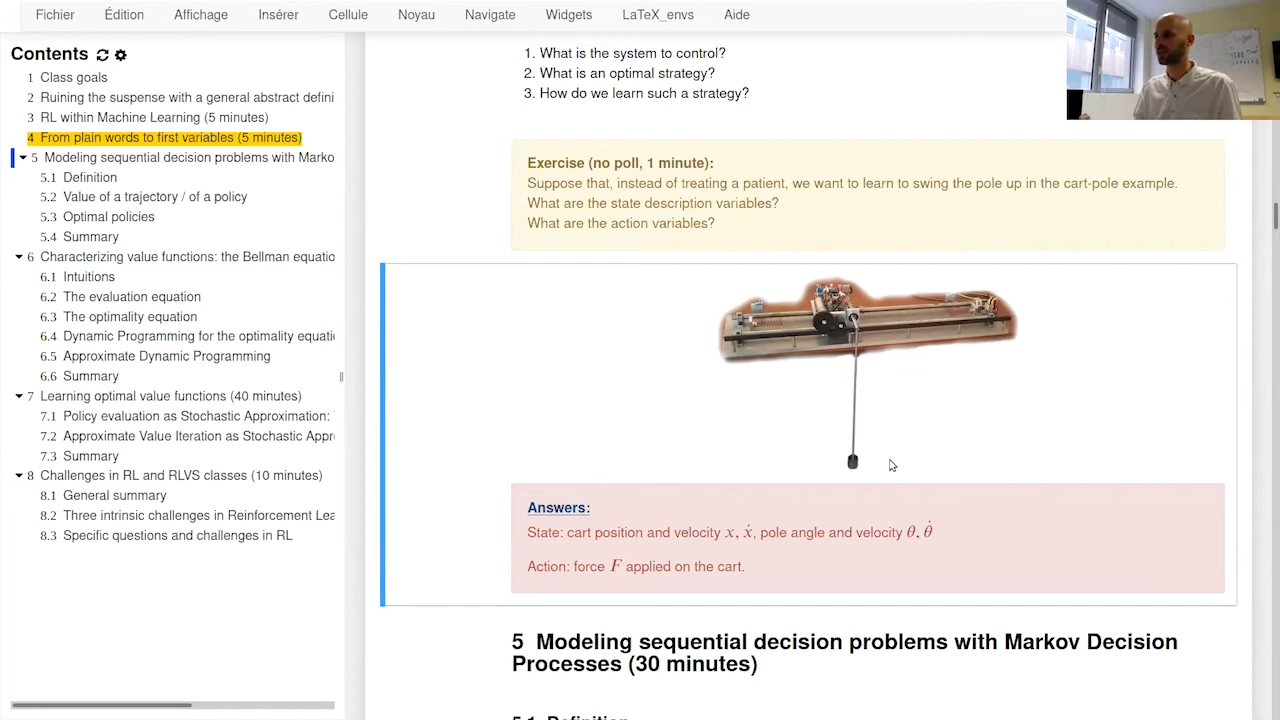 Fichier Édition Affichage Insérer Cellule Noyau Navigate Widgets LaTeX_envs Aide
Contents
1 Class goals
2 Ruining the suspense with a general abstract defini
3 RL within Machine Learning (5 minutes)
4 From plain words to first variables (5 minutes)
5 Modeling sequential decision problems with Marko
5.1 Definition
5.2 Value of a trajectory / of a policy
5.3 Optimal policies
5.4 Summary
6 Characterizing value functions: the Bellman equatio
6.1 Intuitions
6.2 The evaluation equation
6.3 The optimality equation
6.4 Dynamic Programming for the optimality equati
6.5 Approximate Dynamic Programming
6.6 Summary
7 Learning optimal value functions (40 minutes)
7.1 Policy evaluation as Stochastic Approximation:
7.2 Approximate Value Iteration as Stochastic Appr
7.3 Summary
8 Challenges in RL and RLVS classes (10 minutes)
8.1 General summary
8.2 Three intrinsic challenges in Reinforcement Lea
8.3 Specific questions and challenges in RL
1. What is the system to control?
2. What is an optimal strategy?
3. How do we learn such a strategy?
Exercise (no poll, 1 minute):
Suppose that, instead of treating a patient, we want to learn to swing the pole up in the cart-pole example.
What are the state description variables?
What are the action variables?
Answers:
State: cart position and velocity x, ẋ, pole angle and velocity θ, θ̇
Action: force F applied on the cart.
5 Modeling sequential decision problems with Markov Decision
Processes (30 minutes)
5.1 Definition